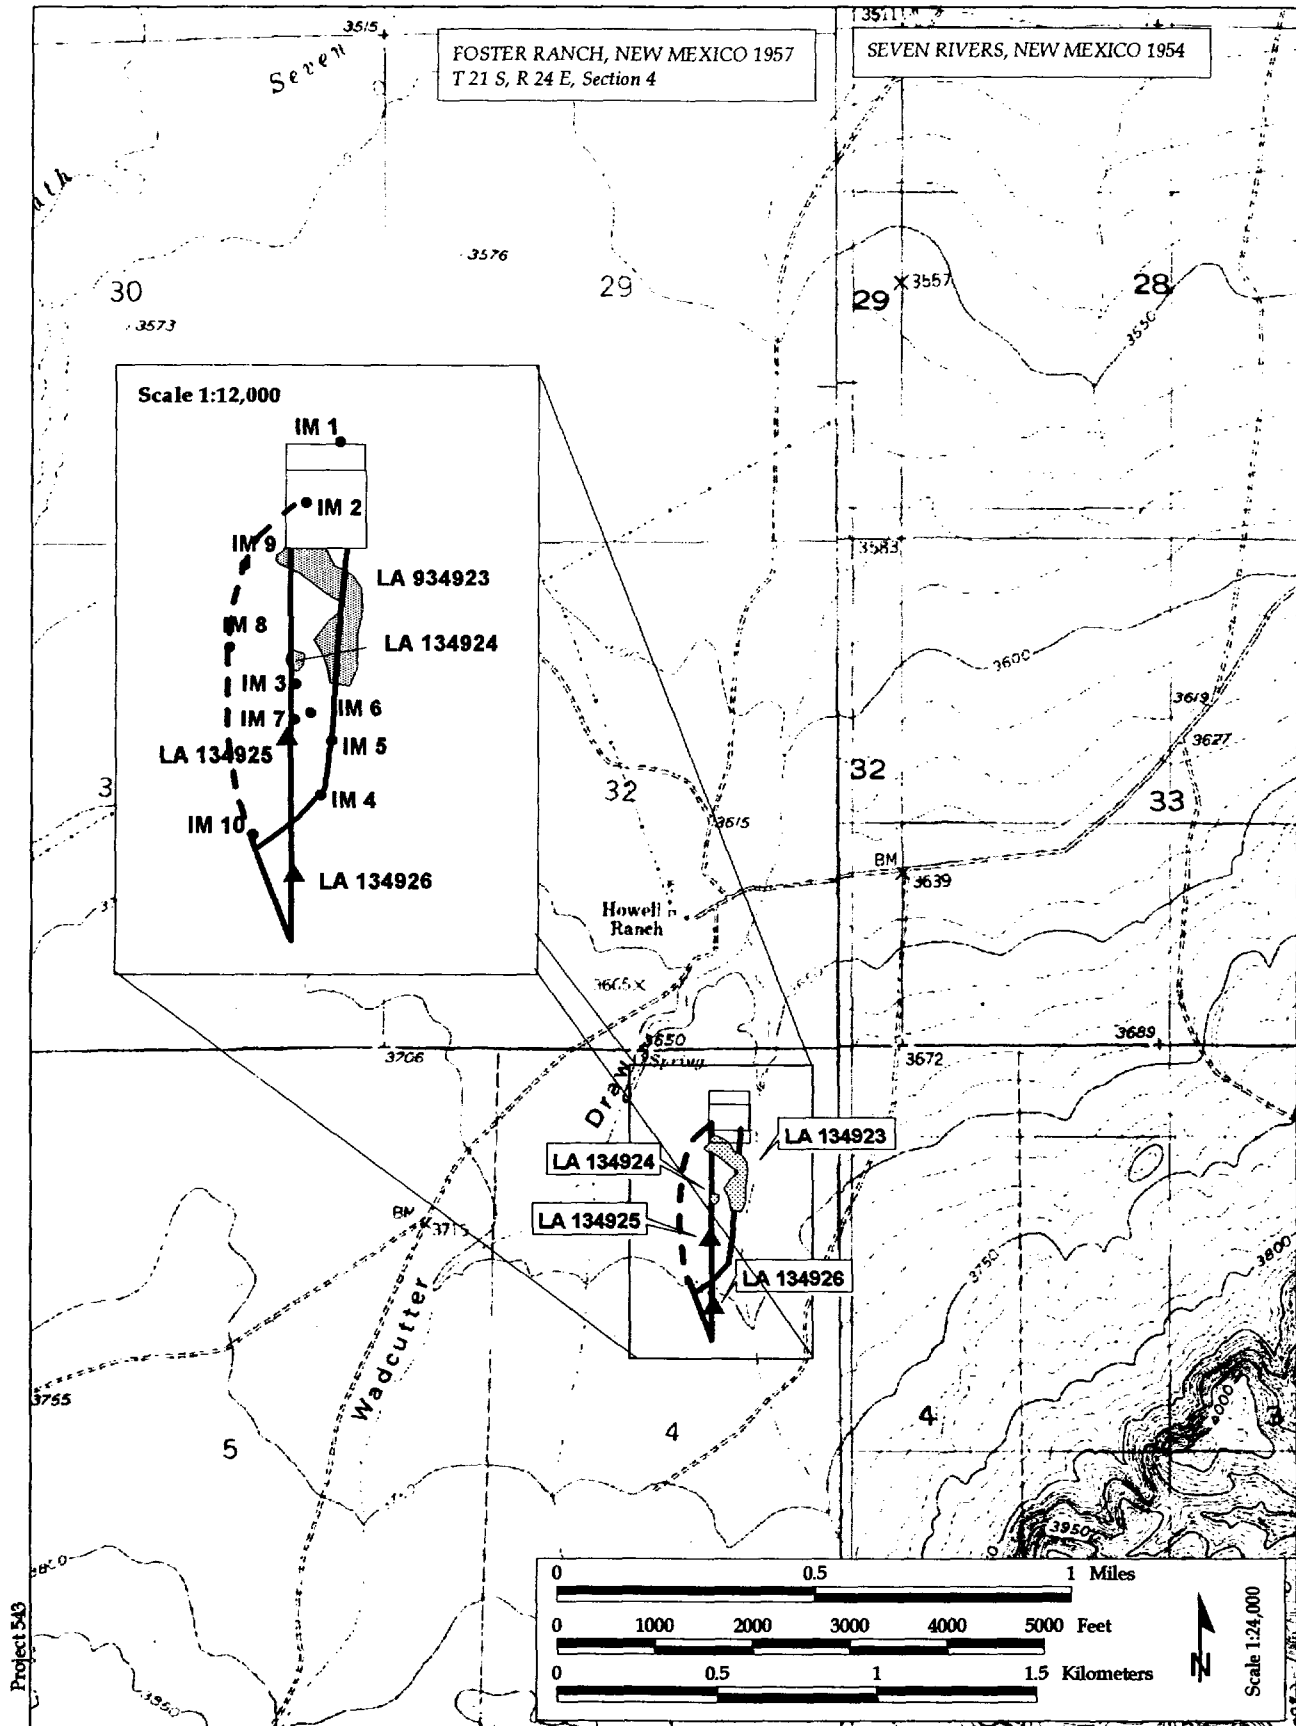 3515
3511
Seven
FOSTER RANCH, NEW MEXICO 1957
T 21 S, R 24 E, Section 4
SEVEN RIVERS, NEW MEXICO 1954
3576
30
29
29
3557
28
3573
3550
Scale 1:12,000
IM 1
IM 2
IM 9
3583
LA 934923
IM 8
LA 134924
3600
IM 3
IM 6
3619
IM 7
IM 5
3627
LA 134925
32
32
33
IM 4
3615
IM 10
BM
3639
LA 134926
Howell
Ranch
3665
3706
3650
3672
3689
Spring
Draw
LA 134923
LA 134924
LA 134925
BM
3715
3750
3800
LA 134926
Wadcutter
3755
4000
5
4
4
3950
0 0.5 1 Miles
0 1000 2000 3000 4000 5000 Feet
0 0.5 1 1.5 Kilometers
N
Scale 1:24,000
Project 543